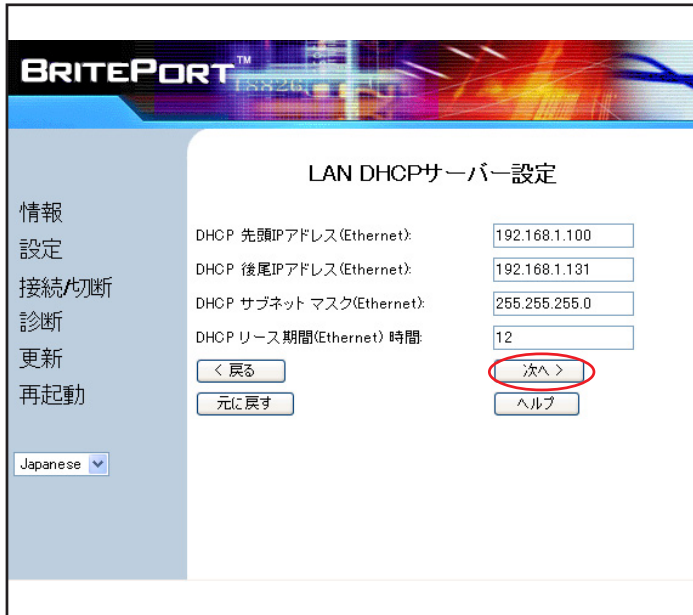 BRITEPORT™
LAN DHCPサーバー設定
情報
設定
接続/切断
診断
更新
再起動
Japanese
DHCP 先頭IPアドレス(Ethernet): 192.168.1.100
DHCP 後尾IPアドレス(Ethernet): 192.168.1.131
DHCP サブネット マスク(Ethernet): 255.255.255.0
DHCP リース期間(Ethernet) 時間: 12
< 戻る 次へ >
元に戻す ヘルプ